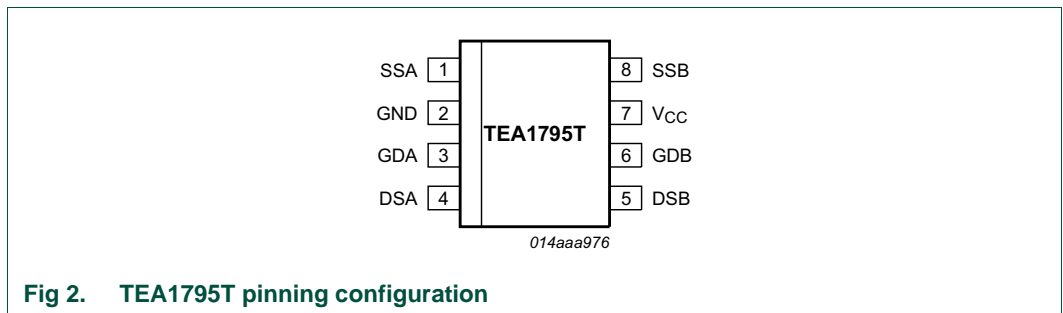 SSA 1 8 SSB
GND 2 7 VCC
TEA1795T
GDA 3 6 GDB
DSA 4 5 DSB
014aaa976
Fig 2. TEA1795T pinning configuration